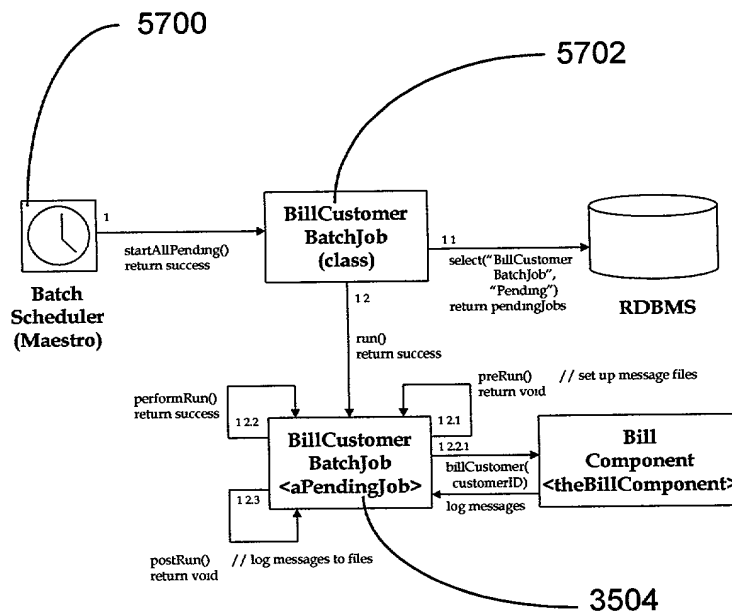 5700
5702
BillCustomer
BatchJob
(class)
1
startAllPending()
return success
Batch
Scheduler
(Maestro)
1 1
select("BillCustomer
BatchJob",
"Pending")
return pendingJobs
RDBMS
1 2
run()
return success
performRun()
return success
1 2.2
preRun() // set up message files
return void
1 2.1
BillCustomer
BatchJob
<aPendingJob>
1 2.2.1
billCustomer(
customerID)
log messages
Bill
Component
<theBillComponent>
1 2.3
postRun() // log messages to files
return void
3504